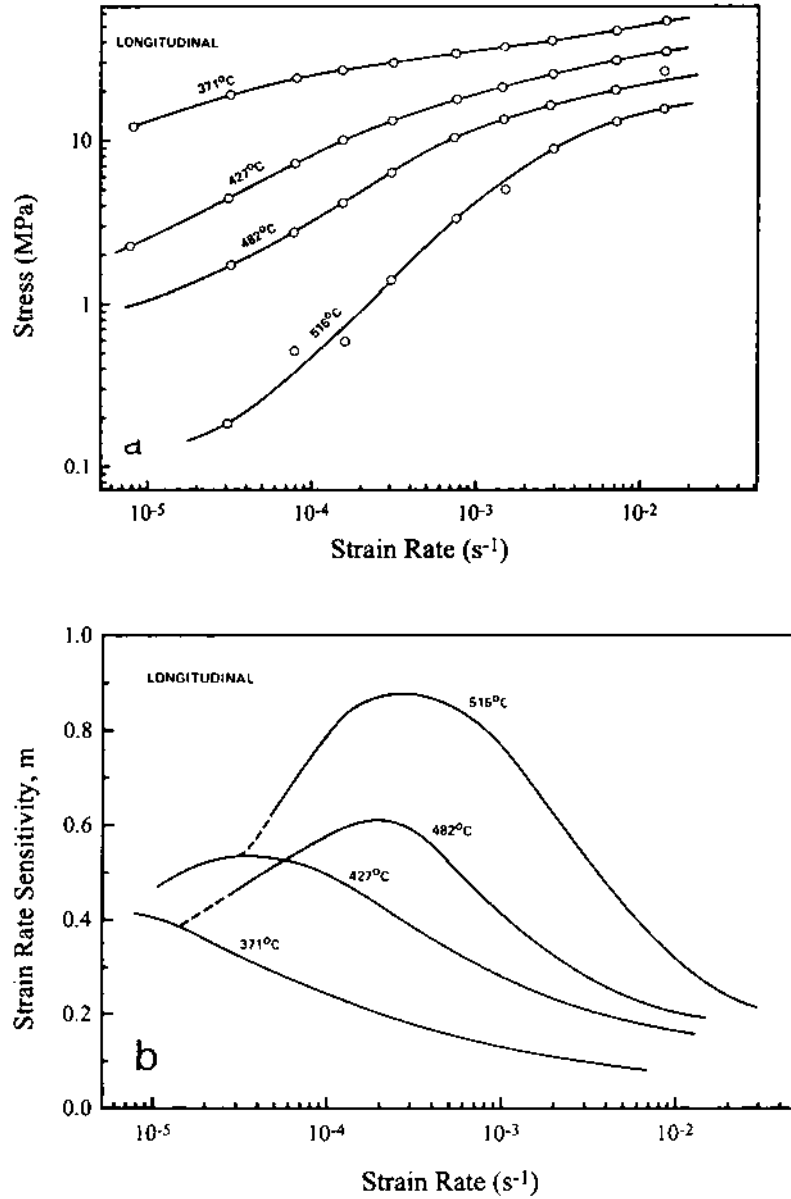 LONGITUDINAL
371°C
10
427°C
482°C
Stress (MPa)
1
516°C
a
0.1
10-5
10-4
10-3
10-2
Strain Rate (s-1)
1.0
LONGITUDINAL
516°C
0.8
Strain Rate Sensitivity, m
0.6
482°C
427°C
0.4
371°C
0.2
b
0.0
10-5
10-4
10-3
10-2
Strain Rate (s-1)